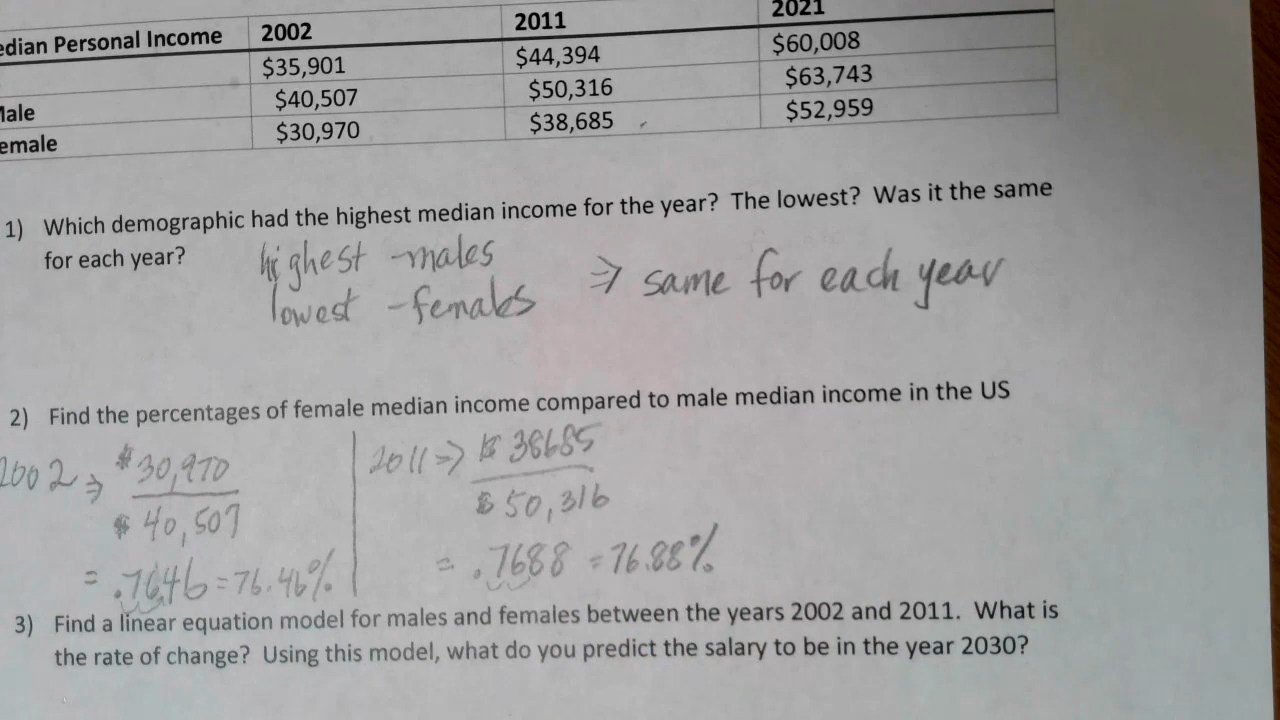 edian Personal Income 2002 2011 2021
$35,901 $44,394 $60,008
Male $40,507 $50,316 $63,743
emale $30,970 $38,685 $52,959
1) Which demographic had the highest median income for the year? The lowest? Was it the same
for each year?
highest - males
lowest - females ⇒ same for each year
2) Find the percentages of female median income compared to male median income in the US
2002 ⇒ $30,970 2011 ⇒ $38685
$40,507 $50,316
= .7646 = 76.46% = .7688 = 76.88%
3) Find a linear equation model for males and females between the years 2002 and 2011. What is
the rate of change? Using this model, what do you predict the salary to be in the year 2030?